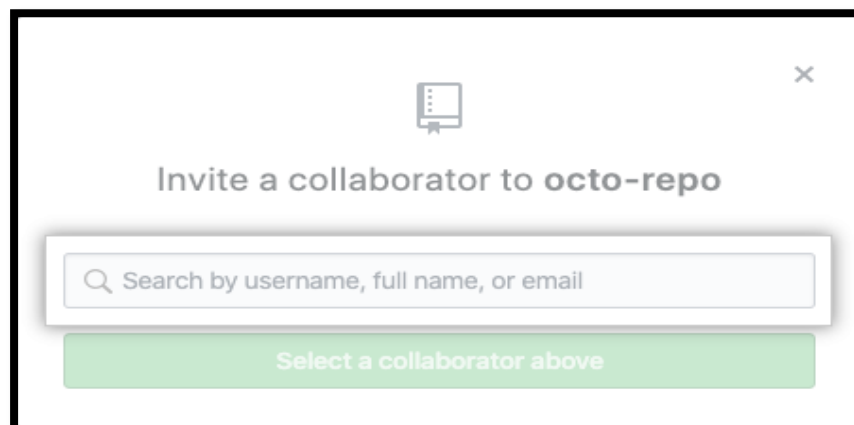 Invite a collaborator to octo-repo
Search by username, full name, or email
Select a collaborator above